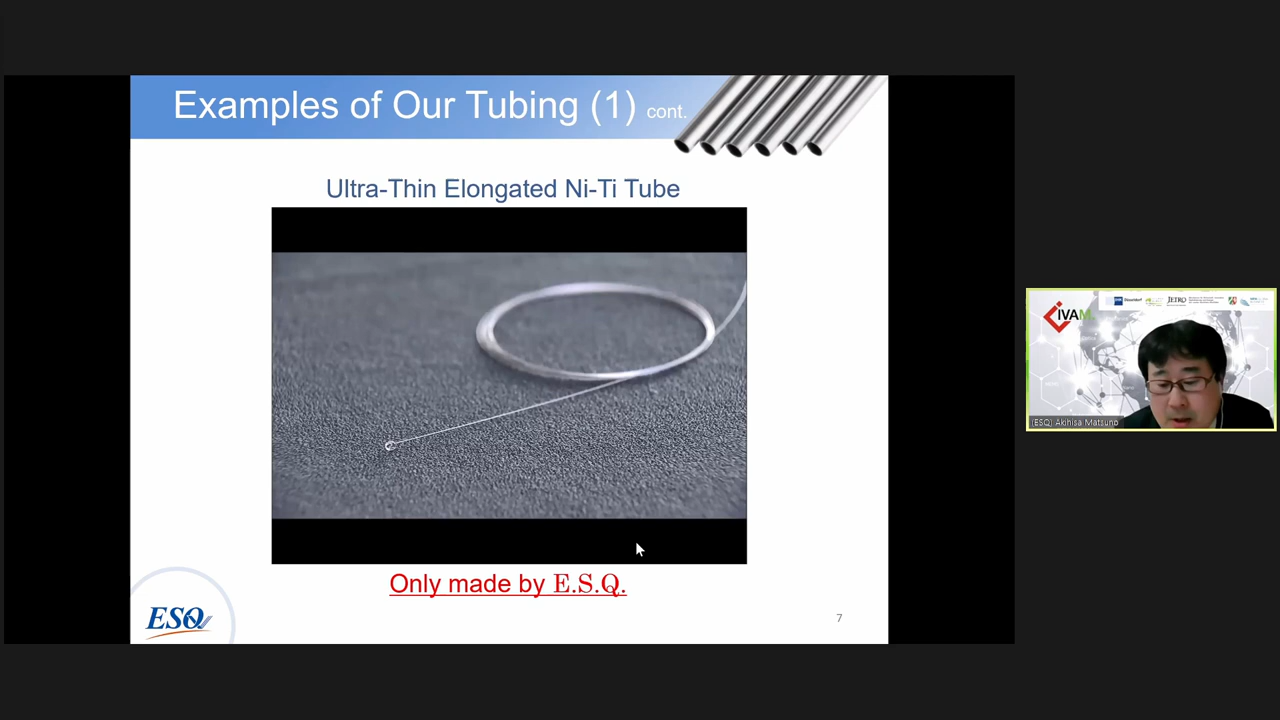 Examples of Our Tubing (1) cont.
Ultra-Thin Elongated Ni-Ti Tube
Only made by E.S.Q.
ESQ
7
IVAM
JETRO
(ESQ) Akihisa Matsuno